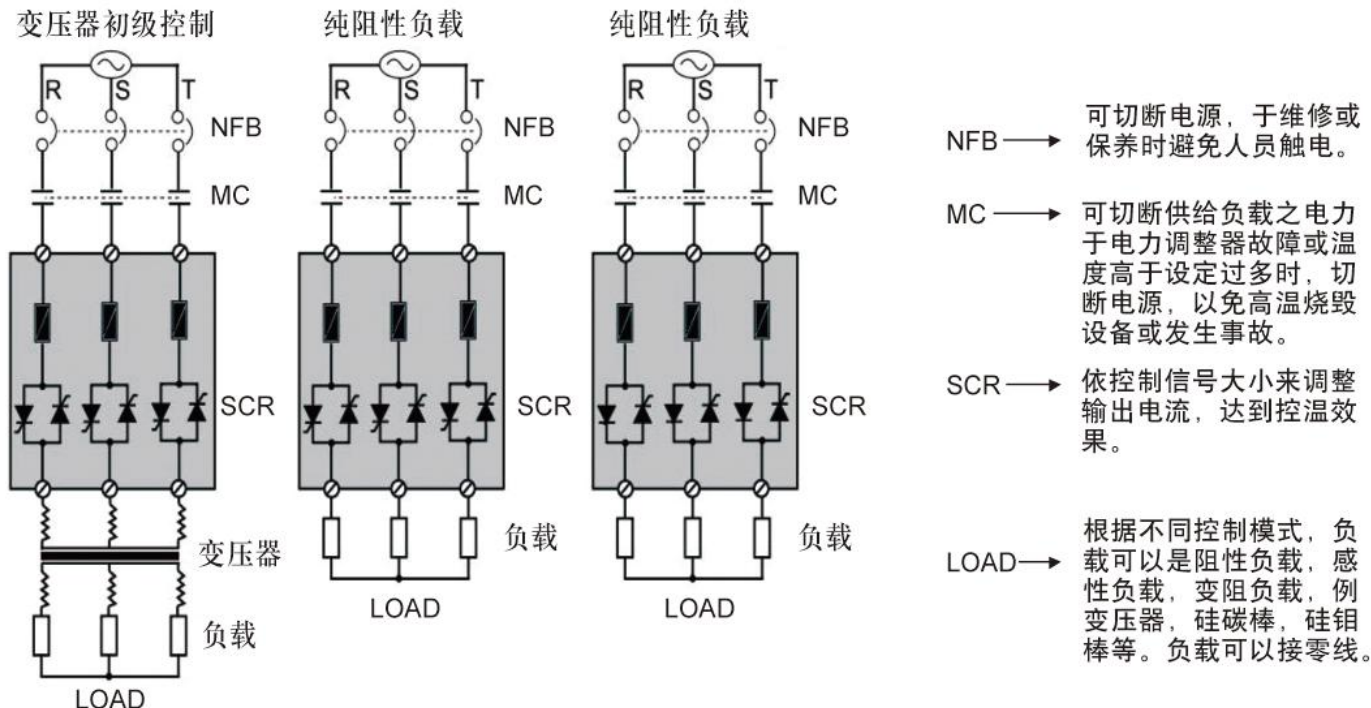 变压器初级控制
R S T
NFB
MC
SCR
变压器
负载
LOAD
纯阻性负载
R S T
NFB
MC
SCR
负载
LOAD
纯阻性负载
R S T
NFB
MC
SCR
负载
LOAD
NFB
可切断电源，于维修或
保养时避免人员触电。
MC
可切断供给负载之电力
于电力调整器故障或温
度高于设定过多时，切
断电源，以免高温烧毁
设备或发生事故。
SCR
依控制信号大小来调整
输出电流，达到控温效
果。
LOAD
根据不同控制模式，负
载可以是阻性负载，感
性负载，变阻负载，例
变压器，硅碳棒，硅钼
棒等。负载可以接零线。